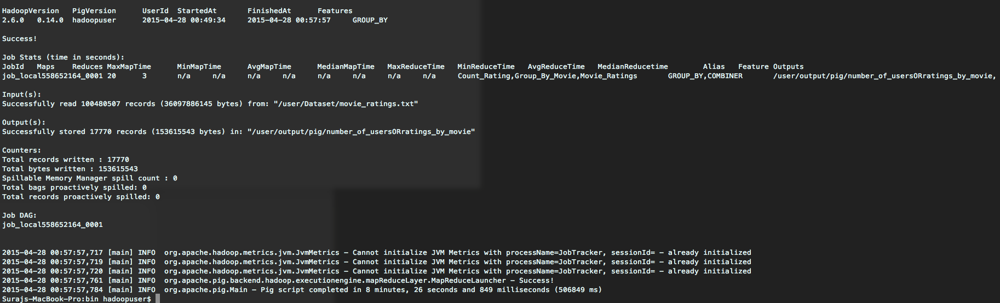 HadoopVersion PigVersion UserId StartedAt FinishedAt Features
2.6.0 0.14.0 hadoopuser 2015-04-28 00:49:34 2015-04-28 00:57:57 GROUP_BY
Success!
Job Stats (time in seconds):
JobId Maps Reduces MaxMapTime MinMapTime AvgMapTime MedianMapTime MaxReduceTime MinReduceTime AvgReduceTime MedianReducetime Alias Feature Outputs
job_local558652164_0001 20 3 n/a n/a n/a n/a n/a n/a n/a n/a Count_Rating,Group_By_Movie,Movie_Ratings GROUP_BY,COMBINER /user/output/pig/number_of_usersORratings_by_movie,
Input(s):
Successfully read 100480507 records (36097886145 bytes) from: "/user/Dataset/movie_ratings.txt"
Output(s):
Successfully stored 17770 records (153615543 bytes) in: "/user/output/pig/number_of_usersORratings_by_movie"
Counters:
Total records written : 17770
Total bytes written : 153615543
Spillable Memory Manager spill count : 0
Total bags proactively spilled: 0
Total records proactively spilled: 0
Job DAG:
job_local558652164_0001
2015-04-28 00:57:57,717 [main] INFO org.apache.hadoop.metrics.jvm.JvmMetrics - Cannot initialize JVM Metrics with processName=JobTracker, sessionId= - already initialized
2015-04-28 00:57:57,719 [main] INFO org.apache.hadoop.metrics.jvm.JvmMetrics - Cannot initialize JVM Metrics with processName=JobTracker, sessionId= - already initialized
2015-04-28 00:57:57,720 [main] INFO org.apache.hadoop.metrics.jvm.JvmMetrics - Cannot initialize JVM Metrics with processName=JobTracker, sessionId= - already initialized
2015-04-28 00:57:57,761 [main] INFO org.apache.pig.backend.hadoop.executionengine.mapReduceLayer.MapReduceLauncher - Success!
2015-04-28 00:57:57,784 [main] INFO org.apache.pig.Main - Pig script completed in 8 minutes, 26 seconds and 849 milliseconds (506849 ms)
Surajs-MacBook-Pro:bin hadoopuser$